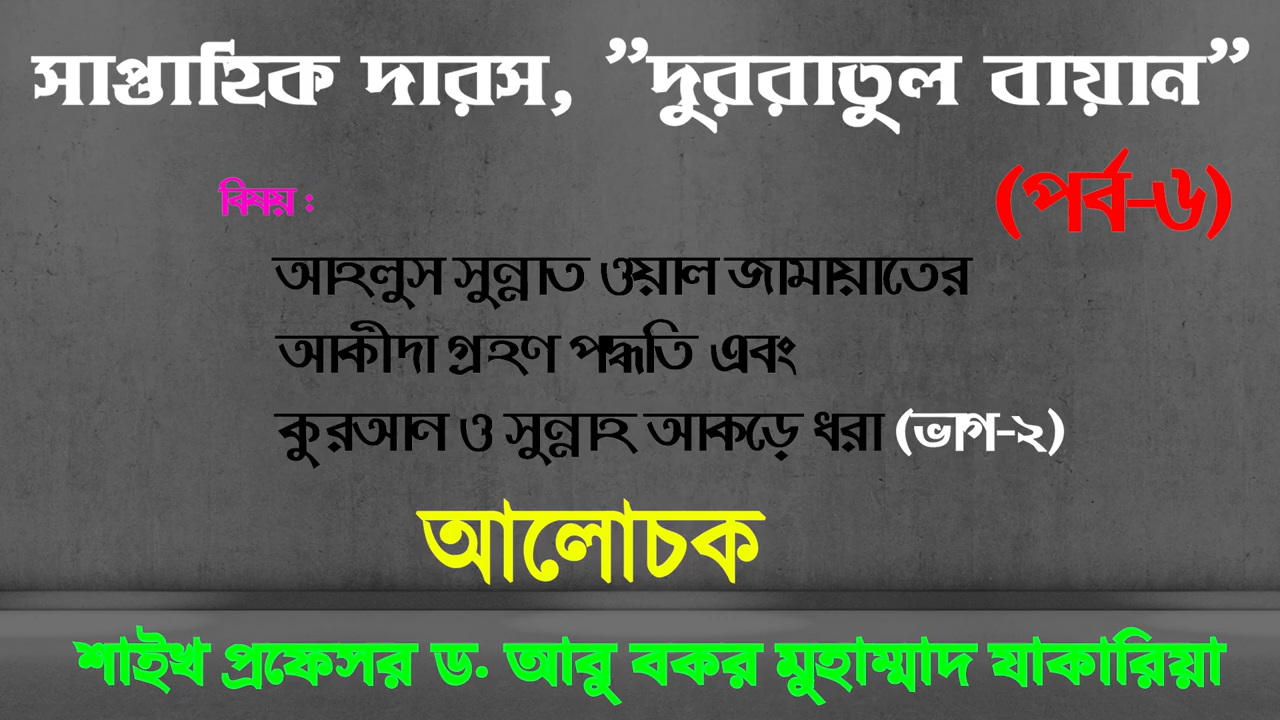 সাপ্তাহিক দারস, ”দুররাতুল বায়ান”
(পর্ব-৬)
বিষয় :
আহলুস সুন্নাত ওয়াল জামায়াতের
আকীদা গ্রহণ পদ্ধতি এবং
কুরআন ও সুন্নাহ আকড়ে ধরা (ভাগ-২)
আলোচক
শাইখ প্রফেসর ড. আবু বকর মুহাম্মাদ যাকারিয়া